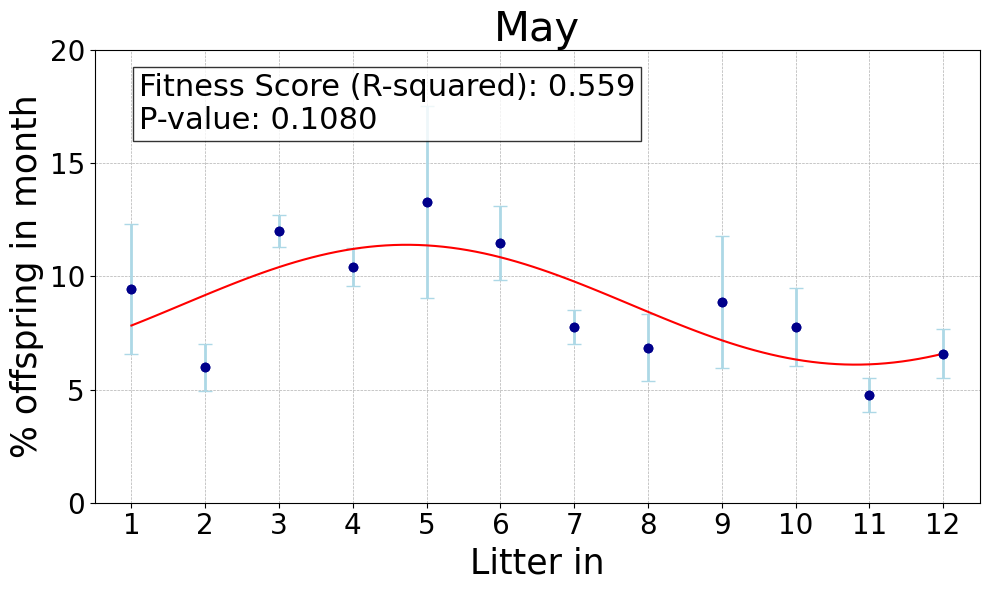 May
Fitness Score (R-squared): 0.559
P-value: 0.1080
% offspring in month
20
15
10
5
0
1 2 3 4 5 6 7 8 9 10 11 12
Litter in